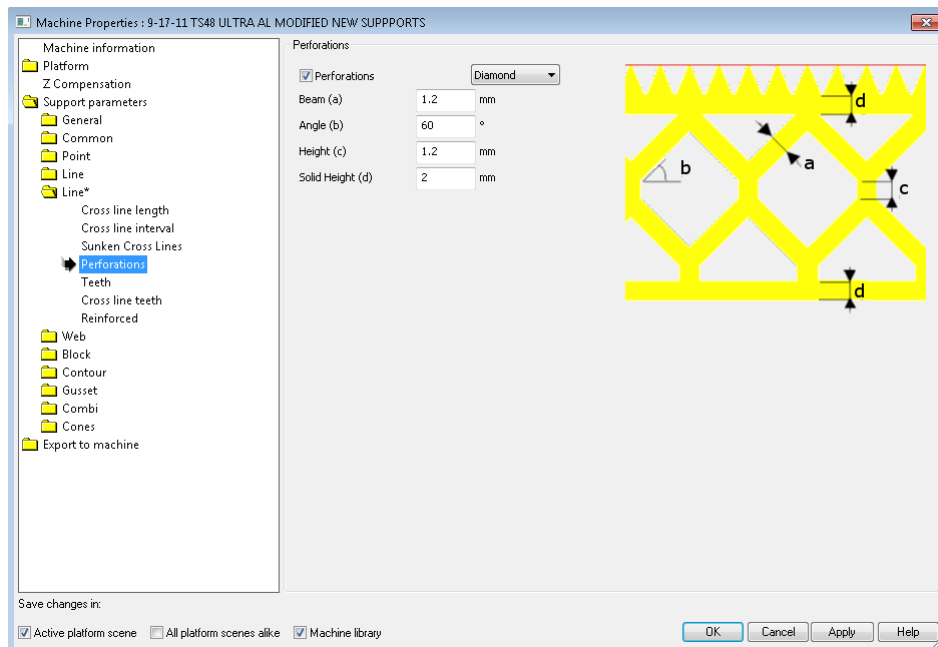 Machine Properties : 9-17-11 TS48 ULTRA AL MODIFIED NEW SUPPPORTS
Machine information
Platform
Z Compensation
Support parameters
General
Common
Point
Line
Line*
Cross line length
Cross line interval
Sunken Cross Lines
Perforations
Teeth
Cross line teeth
Reinforced
Web
Block
Contour
Gusset
Combi
Cones
Export to machine
Perforations
Perforations Diamond
Beam (a) 1.2 mm
Angle (b) 60 °
Height (c) 1.2 mm
Solid Height (d) 2 mm
d
b
a
c
d
Save changes in:
Active platform scene All platform scenes alike Machine library
OK Cancel Apply Help